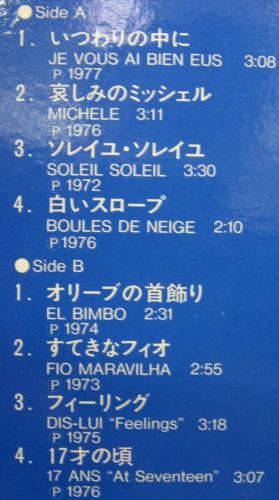 ●Side A
1. いつわりの中に
JE VOUS AI BIEN EUS 3:08
Ⓟ 1977
2. 哀しみのミッシェル
MICHELE 3:11
Ⓟ 1976
3. ソレイユ・ソレイユ
SOLEIL SOLEIL 3:30
Ⓟ 1972
4. 白いスロープ
BOULES DE NEIGE 2:10
Ⓟ1976
●Side B
1. オリーブの首飾り
EL BIMBO 2:31
Ⓟ 1974
2. すてきなフィオ
FIO MARAVILHA 2:55
Ⓟ 1973
3. フィーリング
DIS-LUI "Feelings" 3:18
Ⓟ 1975
4. 17才の頃
17 ANS "At Seventeen" 3:07
Ⓟ 1976